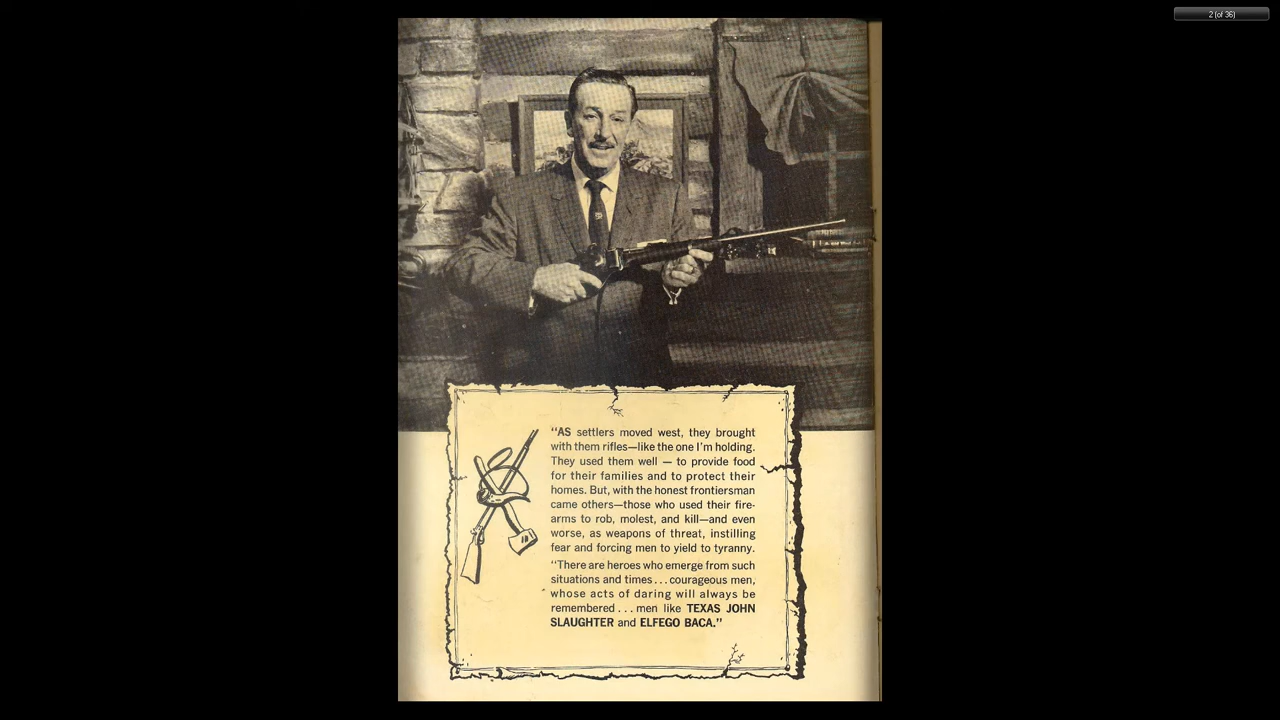 2 (of 36)
"AS settlers moved west, they brought
with them rifles—like the one I'm holding.
They used them well — to provide food
for their families and to protect their
homes. But, with the honest frontiersman
came others—those who used their fire-
arms to rob, molest, and kill—and even
worse, as weapons of threat, instilling
fear and forcing men to yield to tyranny.
"There are heroes who emerge from such
situations and times . . . courageous men,
whose acts of daring will always be
remembered . . . men like TEXAS JOHN
SLAUGHTER and ELFEGO BACA."